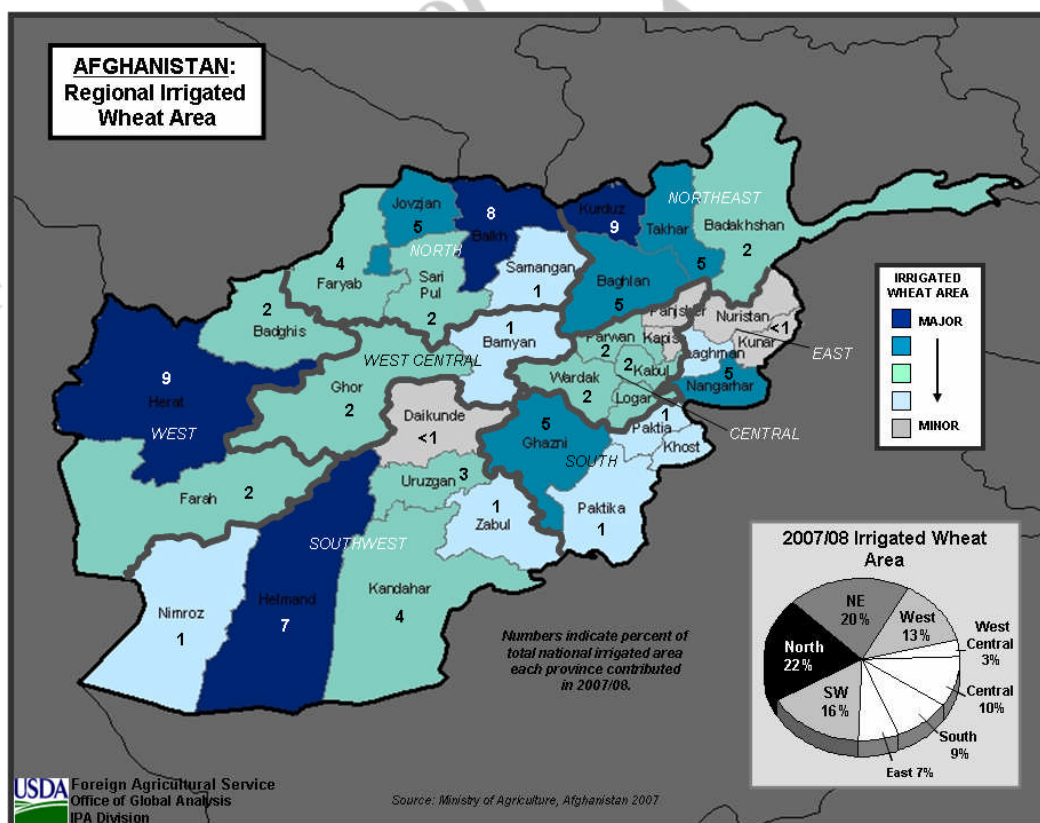 AFGHANISTAN:
Regional Irrigated
Wheat Area
Jovzjan
5
8
Balkh
Kurduz
9
Takhar
5
NORTHEAST
Badakhshan
2
NORTH
4
Faryab
Sari
Pul
2
Samangan
1
Baghlan
5
2
Badghis
9
Herat
WEST
WEST CENTRAL
Ghor
2
1
Bamyan
Panjsher
Kapis
Parwan
2
2
Kabul
Wardak
2
Logar
Nuristan
<1
Kunar
EAST
Laghman
5
Nangarhar
CENTRAL
Daikunde
<1
5
Ghazni
SOUTH
1
Paktia
Khost
Paktika
1
Uruzgan
3
1
Zabul
Farah
2
SOUTHWEST
Nimroz
1
Helmand
7
Kandahar
4
IRRIGATED
WHEAT AREA
MAJOR
MINOR
Numbers indicate percent of
total national irrigated area
each province contributed
in 2007/08.
2007/08 Irrigated Wheat
Area
NE
20%
West
13%
West
Central
3%
Central
10%
South
9%
East 7%
SW
16%
North
22%
USDA
Foreign Agricultural Service
Office of Global Analysis
IPA Division
Source: Ministry of Agriculture, Afghanistan 2007